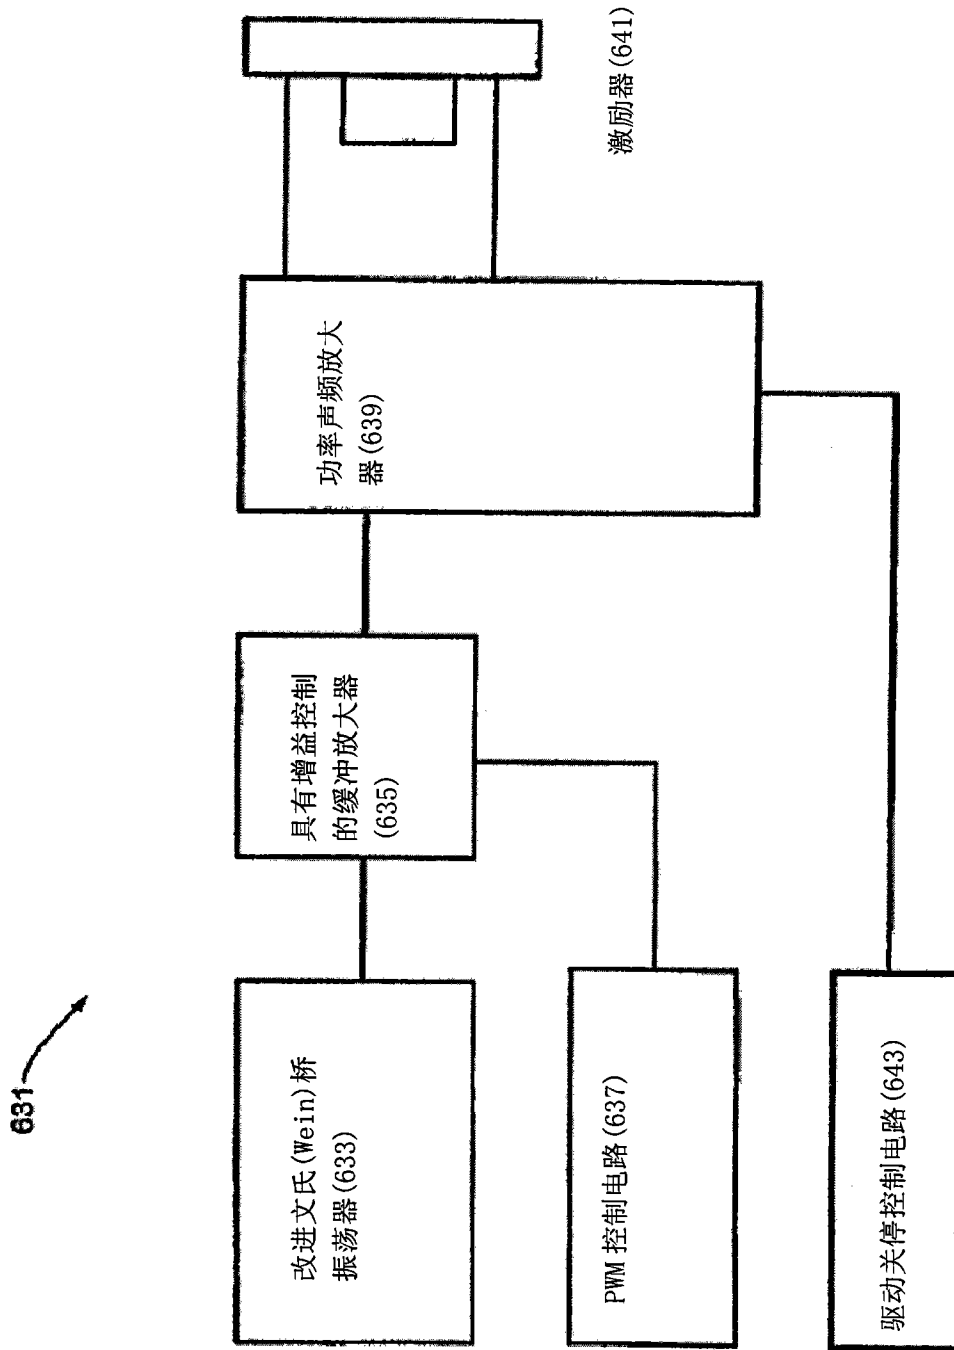 631
改进文氏(Wein)桥
振荡器(633)
具有增益控制
的缓冲放大器
(635)
功率声频放大
器(639)
激励器(641)
PWM 控制电路(637)
驱动关停控制电路(643)